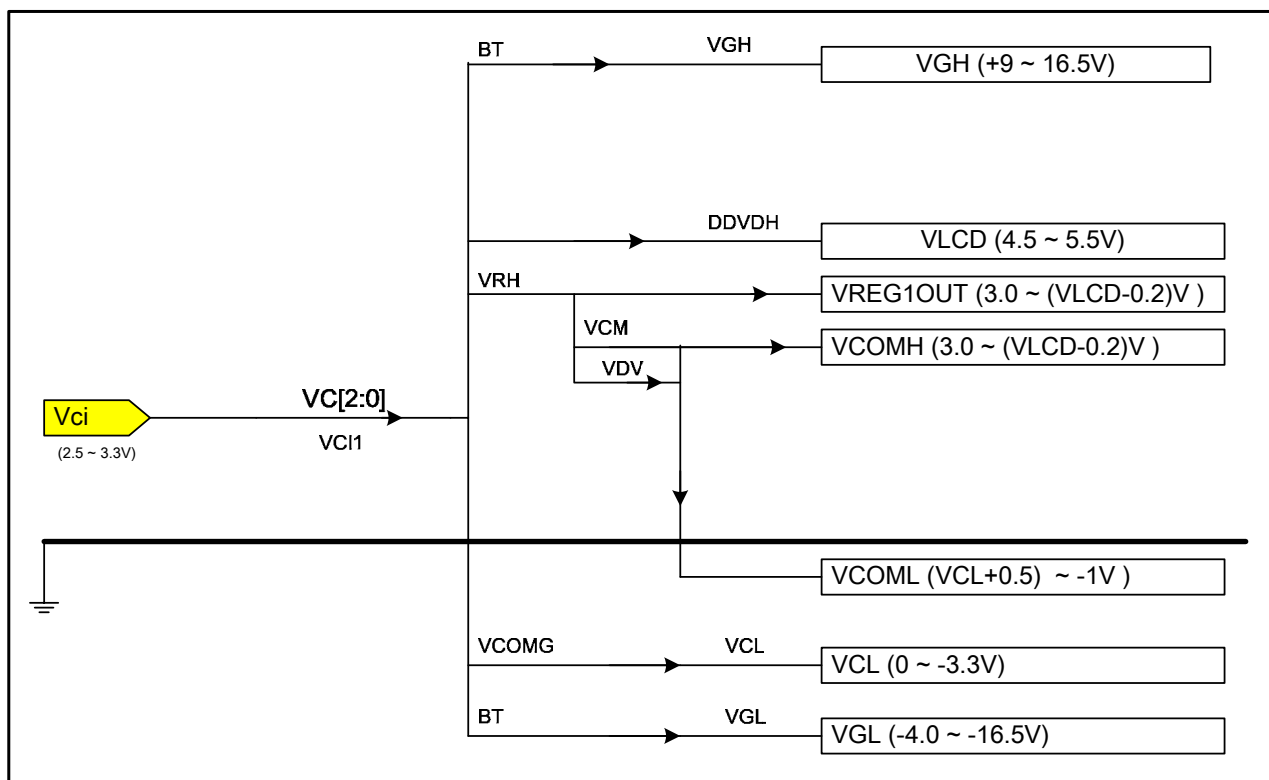 BT
VGH
VGH (+9 ~ 16.5V)
DDVDH
VLCD (4.5 ~ 5.5V)
VRH
VREG1OUT (3.0 ~ (VLCD-0.2)V )
VCM
VCOMH (3.0 ~ (VLCD-0.2)V )
VDV
VC[2:0]
Vci
VCI1
(2.5 ~ 3.3V)
VCOML (VCL+0.5) ~ -1V )
VCOMG
VCL
VCL (0 ~ -3.3V)
BT
VGL
VGL (-4.0 ~ -16.5V)